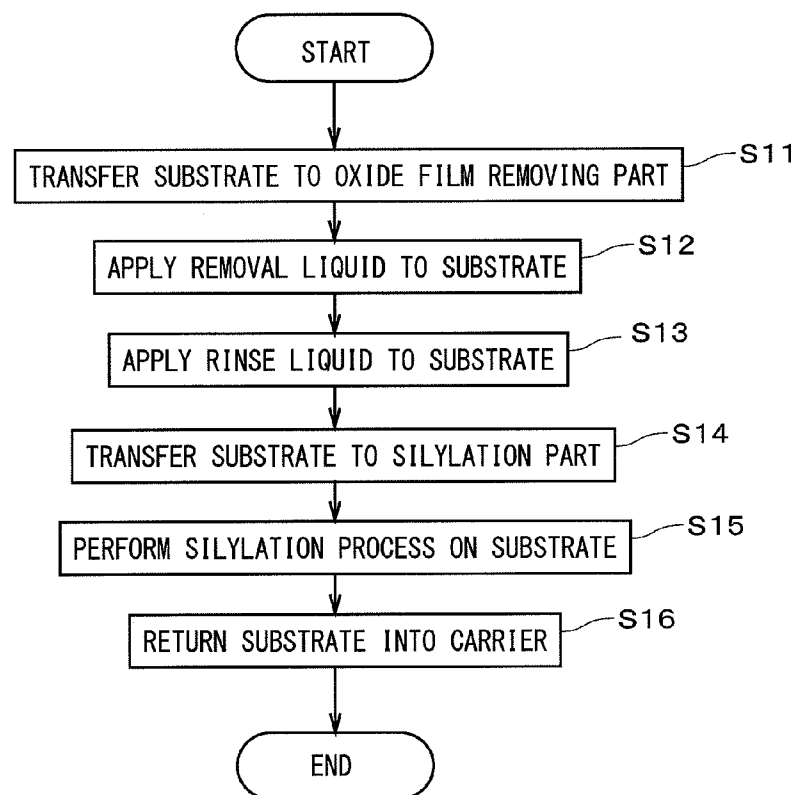 START
TRANSFER SUBSTRATE TO OXIDE FILM REMOVING PART
S11
APPLY REMOVAL LIQUID TO SUBSTRATE
S12
APPLY RINSE LIQUID TO SUBSTRATE
S13
TRANSFER SUBSTRATE TO SILYLATION PART
S14
PERFORM SILYLATION PROCESS ON SUBSTRATE
S15
RETURN SUBSTRATE INTO CARRIER
S16
END